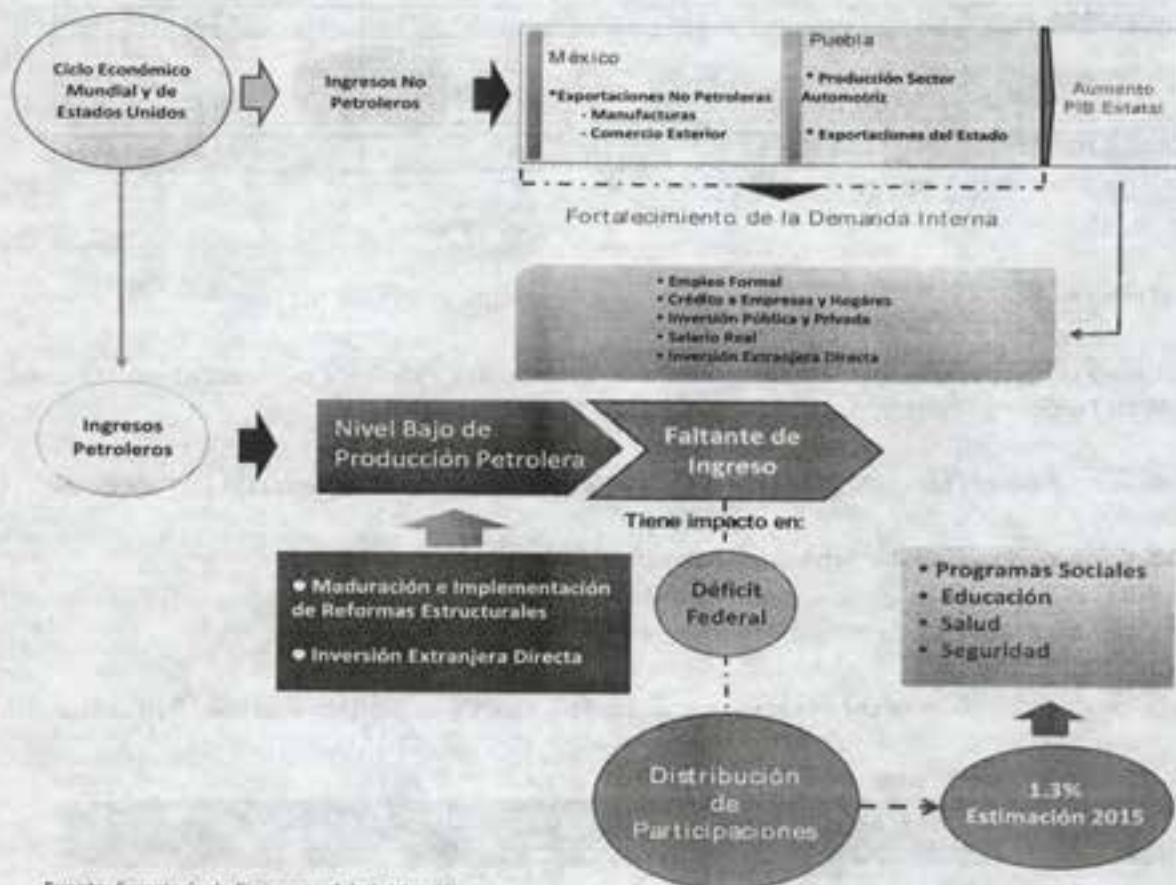 Ciclo Económico
Mundial y de
Estados Unidos
Ingresos No
Petroleros
México
*Exportaciones No Petroleras
- Manufacturas
- Comercio Exterior
Puebla
* Producción Sector
Automotriz
* Exportaciones del Estado
Aumento
PIB Estatal
Fortalecimiento de la Demanda Interna
• Empleo Formal
• Crédito a Empresas y Hogáres
• Inversión Pública y Privada
• Salario Real
• Inversión Extranjera Directa
Ingresos
Petroleros
Nivel Bajo de
Producción Petrolera
Faltante de
Ingreso
Tiene impacto en:
• Maduración e Implementación
de Reformas Estructurales
• Inversión Extranjera Directa
Déficit
Federal
• Programas Sociales
• Educación
• Salud
• Seguridad
Distribución
de
Participaciones
1.3%
Estimación 2015